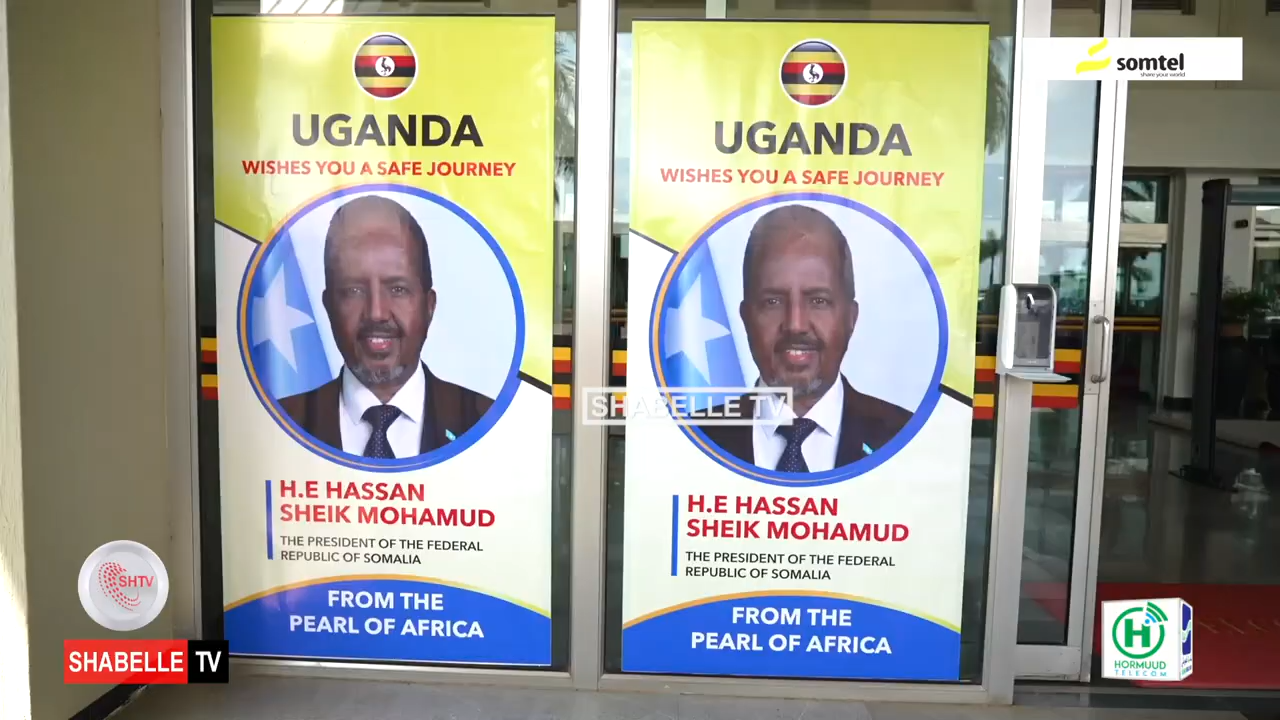 UGANDA
WISHES YOU A SAFE JOURNEY
H.E HASSAN
SHEIK MOHAMUD
THE PRESIDENT OF THE FEDERAL
REPUBLIC OF SOMALIA
FROM THE
PEARL OF AFRICA
UGANDA
WISHES YOU A SAFE JOURNEY
H.E HASSAN
SHEIK MOHAMUD
THE PRESIDENT OF THE FEDERAL
REPUBLIC OF SOMALIA
FROM THE
PEARL OF AFRICA
somtel
share your world
SHABELLE TV
SHTV
SHABELLE TV
HORMUUD
TELECOM